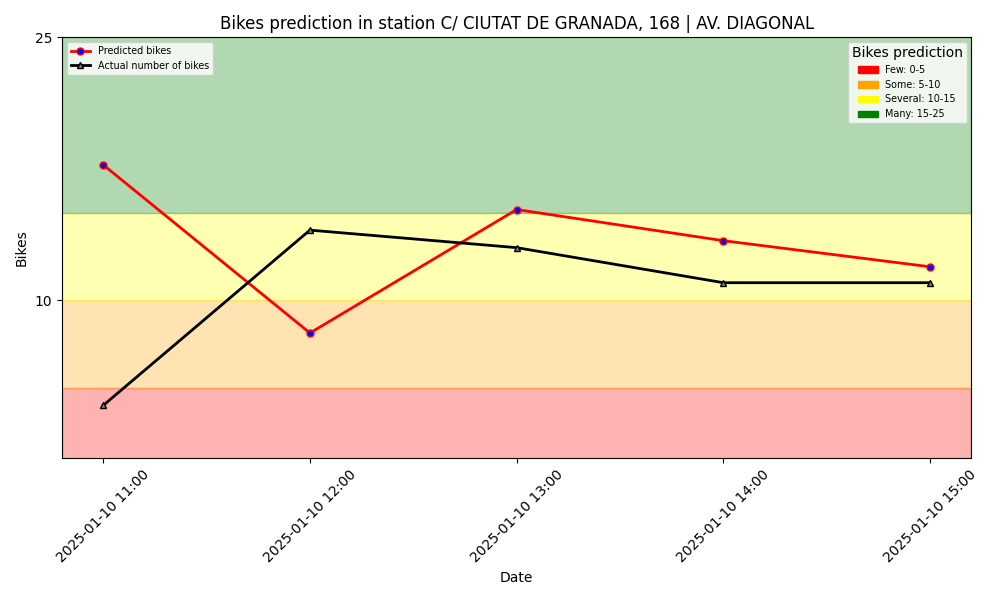 Bikes prediction in station C/ CIUTAT DE GRANADA, 168 | AV. DIAGONAL
25
Predicted bikes
Actual number of bikes
Bikes prediction
Few: 0-5
Some: 5-10
Several: 10-15
Many: 15-25
Bikes
10
2025-01-10 11:00
2025-01-10 12:00
2025-01-10 13:00
2025-01-10 14:00
2025-01-10 15:00
Date